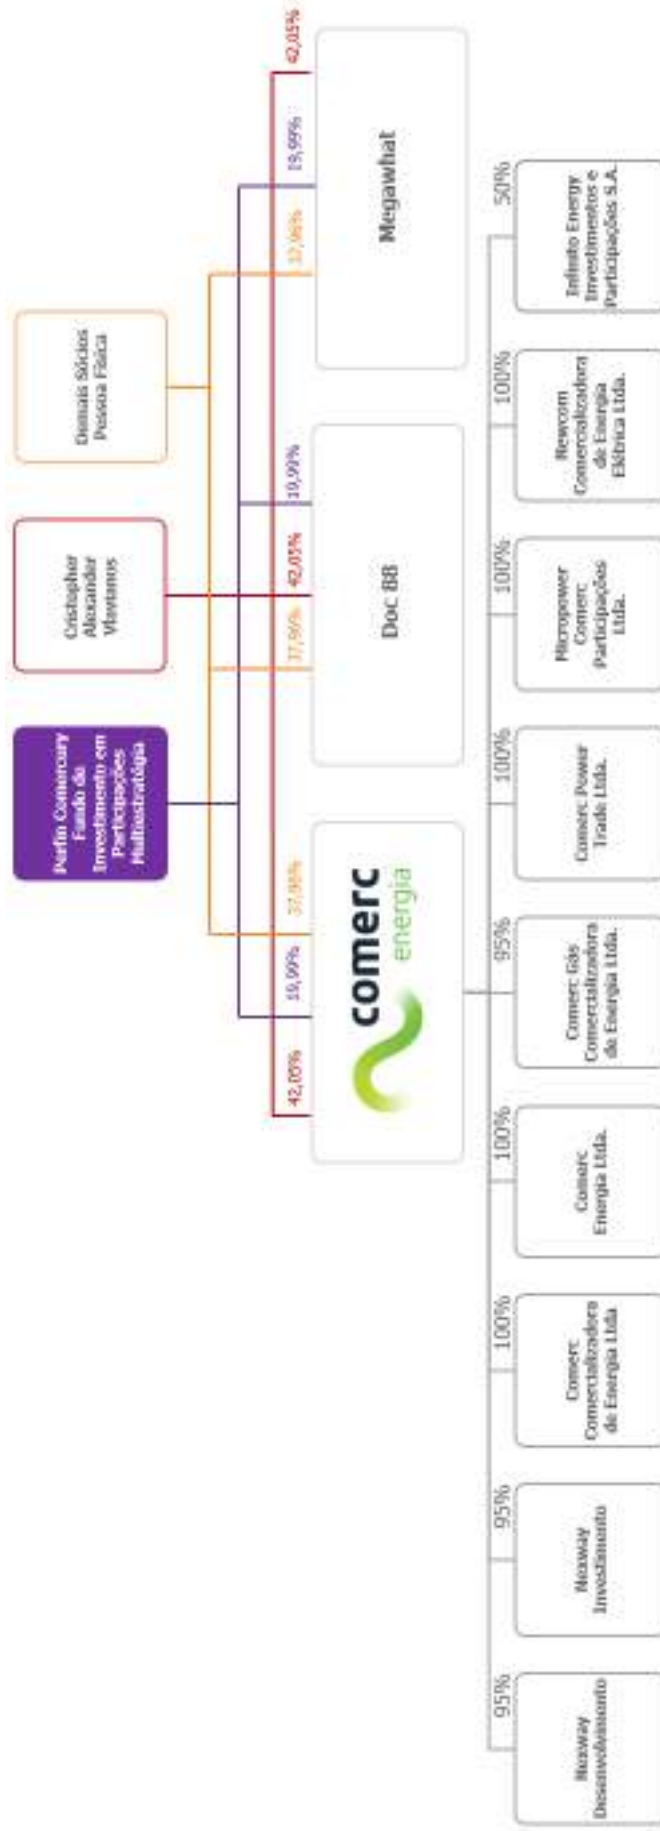 Perfin Comercury
Fundo de
Investimento em
Participações
Multiestratégia
Cristopher
Alexander
Vlavianos
Demais Sócios
Pessoa Física
42,05%
19,99%
37,96%
37,96%
42,05%
19,99%
37,96%
19,99%
42,05%
comerc
energia
Doc 88
Megawhat
95%
95%
100%
100%
95%
100%
100%
100%
50%
Nexway
Desenvolvimento
Nexway
Investimento
Comerc
Comercializadora
de Energia Ltda
Comerc
Energia Ltda.
Comerc Gás
Comercializadora
de Energia Ltda.
Comerc Power
Trade Ltda.
Micropower
Comerc
Participações
Ltda.
Newcom
Comercializadora
de Energia
Elétrica Ltda.
Infinito Energy
Investimentos e
Participações S.A.